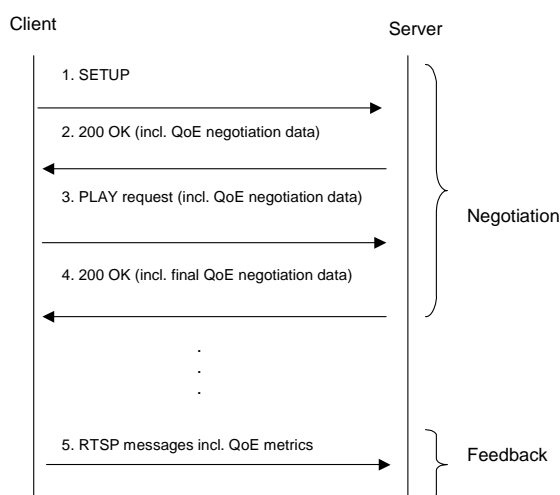 Client
Server
1. SETUP
2. 200 OK (incl. QoE negotiation data)
3. PLAY request (incl. QoE negotiation data)
Negotiation
4. 200 OK (incl. final QoE negotiation data)
.
.
.
5. RTSP messages incl. QoE metrics
Feedback